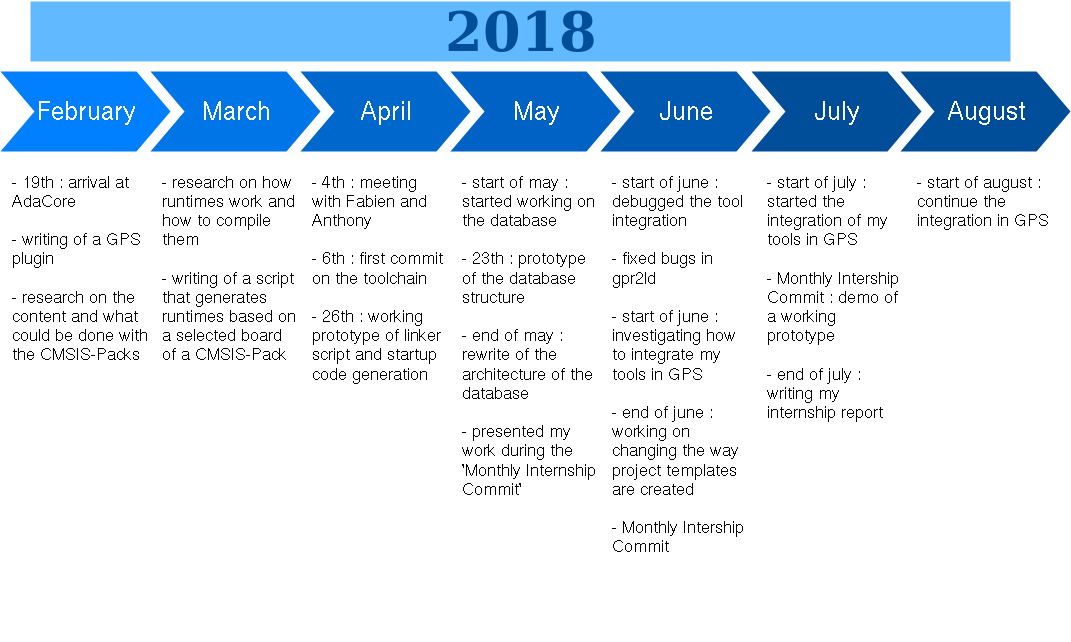 2018
February
March
April
May
June
July
August
- 19th : arrival at
AdaCore
- writing of a GPS
plugin
- research on the
content and what
could be done with
the CMSIS-Packs
- research on how
runtimes work and
how to compile
them
- writing of a script
that generates
runtimes based on
a selected board
of a CMSIS-Pack
- 4th : meeting
with Fabien and
Anthony
- 6th : first commit
on the toolchain
- 26th : working
prototype of linker
script and startup
code generation
- start of may :
started working on
the database
- 23th : prototype
of the database
structure
- end of may :
rewrite of the
architecture of the
database
- presented my
work during the
'Monthly Internship
Commit'
- start of june :
debugged the tool
integration
- fixed bugs in
gpr2ld
- start of june :
investigating how
to integrate my
tools in GPS
- end of june :
working on
changing the way
project templates
are created
- Monthly Intership
Commit
- start of july :
started the
integration of my
tools in GPS
- Monthly Intership
Commit : demo of
a working
prototype
- end of july :
writing my
internship report
- start of august :
continue the
integration in GPS